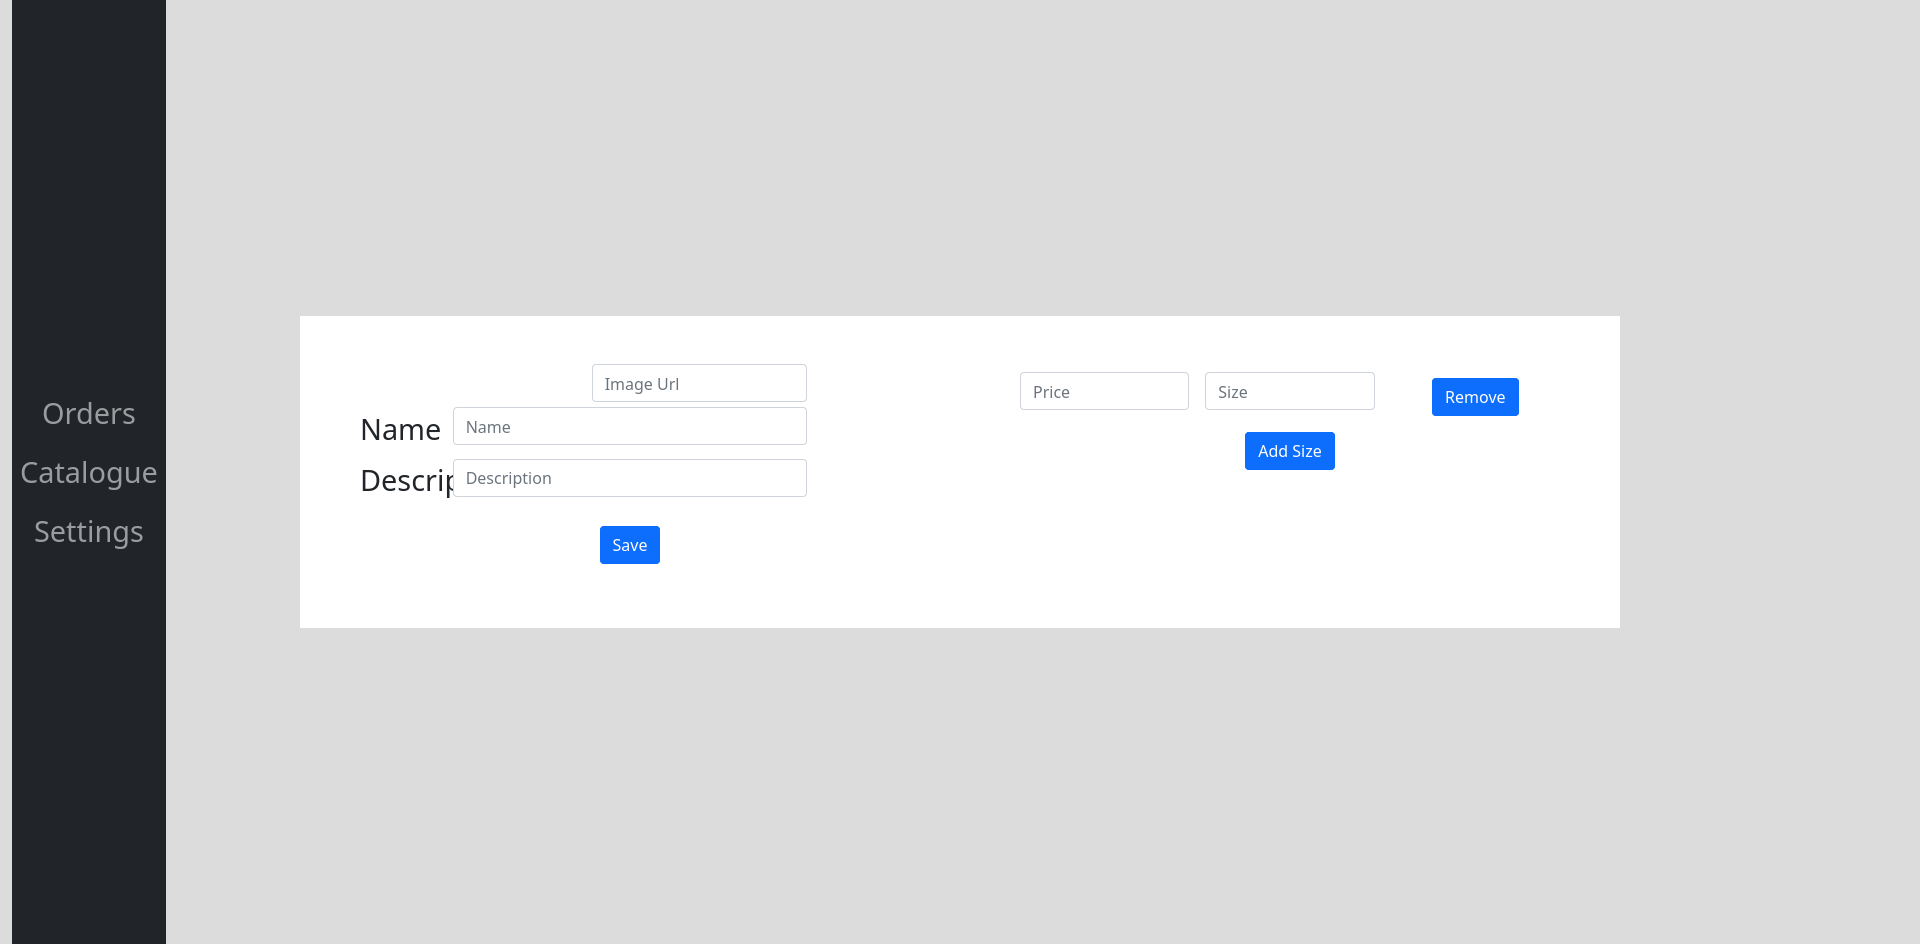 Orders
Catalogue
Settings
Image Url
Name Name
Descrip Description
Save
Price Size Remove
Add Size